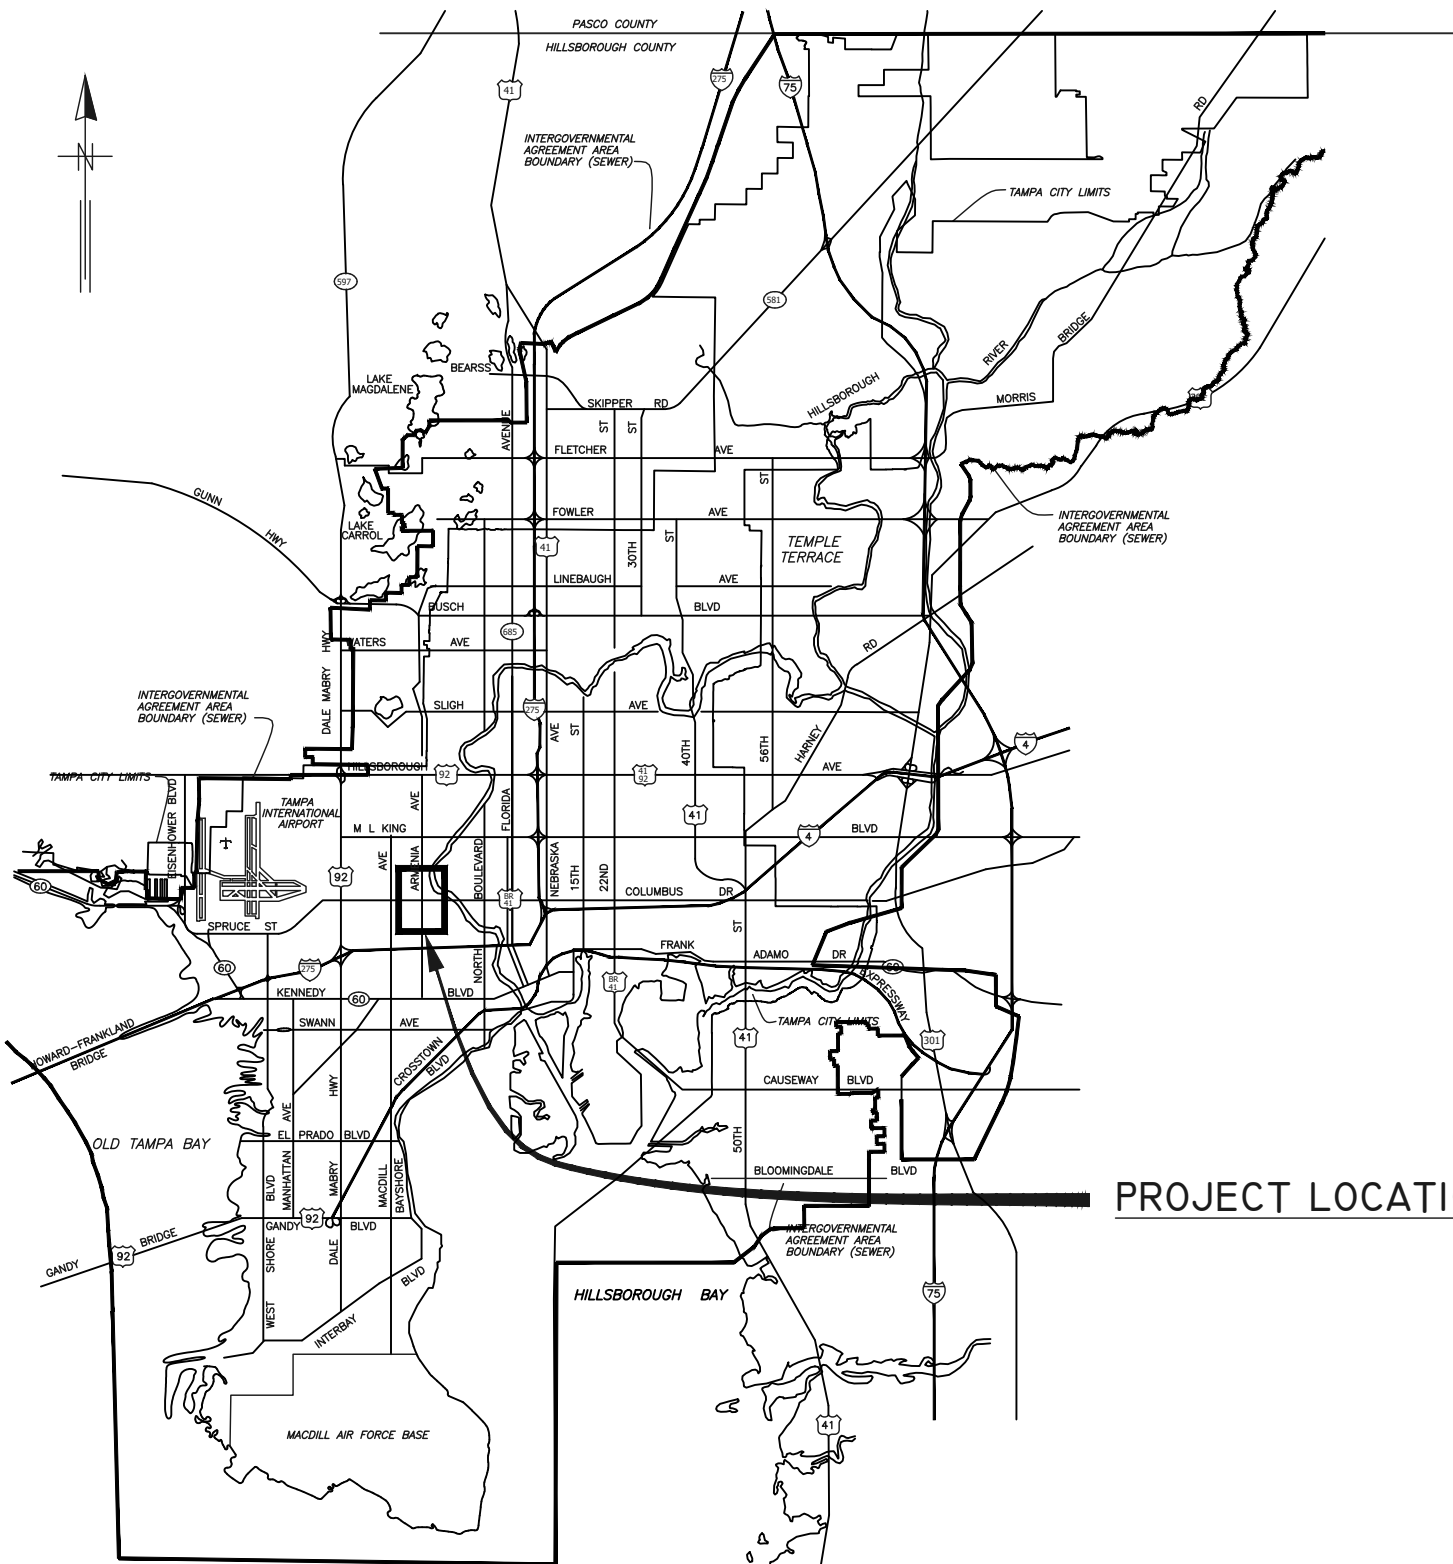 PASCO COUNTY
HILLSBOROUGH COUNTY
275
75
41
INTERGOVERNMENTAL
AGREEMENT AREA
BOUNDARY (SEWER)
RD
N
TAMPA CITY LIMITS
597
581
BRIDGE
RIVER
BEARSS
LAKE
MAGDALENE
HILLSBOROUGH
MORRIS
SKIPPER RD
AVENUE
ST
ST
FLETCHER AVE
ST
GUNN
HWY
LAKE
CARROL
FOWLER AVE
ST
INTERGOVERNMENTAL
AGREEMENT AREA
BOUNDARY (SEWER)
41
30TH
TEMPLE
TERRACE
LINEBAUGH AVE
BUSCH BLVD
685
ATERS AVE
HWY
RD
DALE MABRY
INTERGOVERNMENTAL
AGREEMENT AREA
BOUNDARY (SEWER)
SLIGH AVE
275
AVE
ST
40TH
56TH
HARNEY
4
TAMPA CITY LIMITS
HILLSBOROUGH
92
41
92
AVE
EISENHOWER BLVD
TAMPA
INTERNATIONAL
AIRPORT
AVE
FLORIDA
41
M L KING
4
BLVD
AVE
ARMENIA
BOULEVARD
NEBRASKA
15TH
22ND
60
92
BR
41
COLUMBUS DR
SPRUCE ST
ST
FRANK
ADAMO DR
60
60
275
NORTH
BR
41
EXPRESSWAY
KENNEDY
60
BLVD
SWANN AVE
TAMPA CITY LIMITS
HOWARD-FRANKLAND
BRIDGE
CROSSTOWN
BLVD
41
301
HWY
CAUSEWAY BLVD
AVE
OLD TAMPA BAY
EL PRADO BLVD
50TH
BLVD
MANHATTAN
MABRY
MACDILL
BAYSHORE
BLOOMINGDALE BLVD
PROJECT LOCATI
GANDY
92
BLVD
INTERGOVERNMENTAL
AGREEMENT AREA
BOUNDARY (SEWER)
GANDY
92
BRIDGE
SHORE
DALE
BLVD
HILLSBOROUGH BAY
75
WEST
INTERBAY
MACDILL AIR FORCE BASE
41